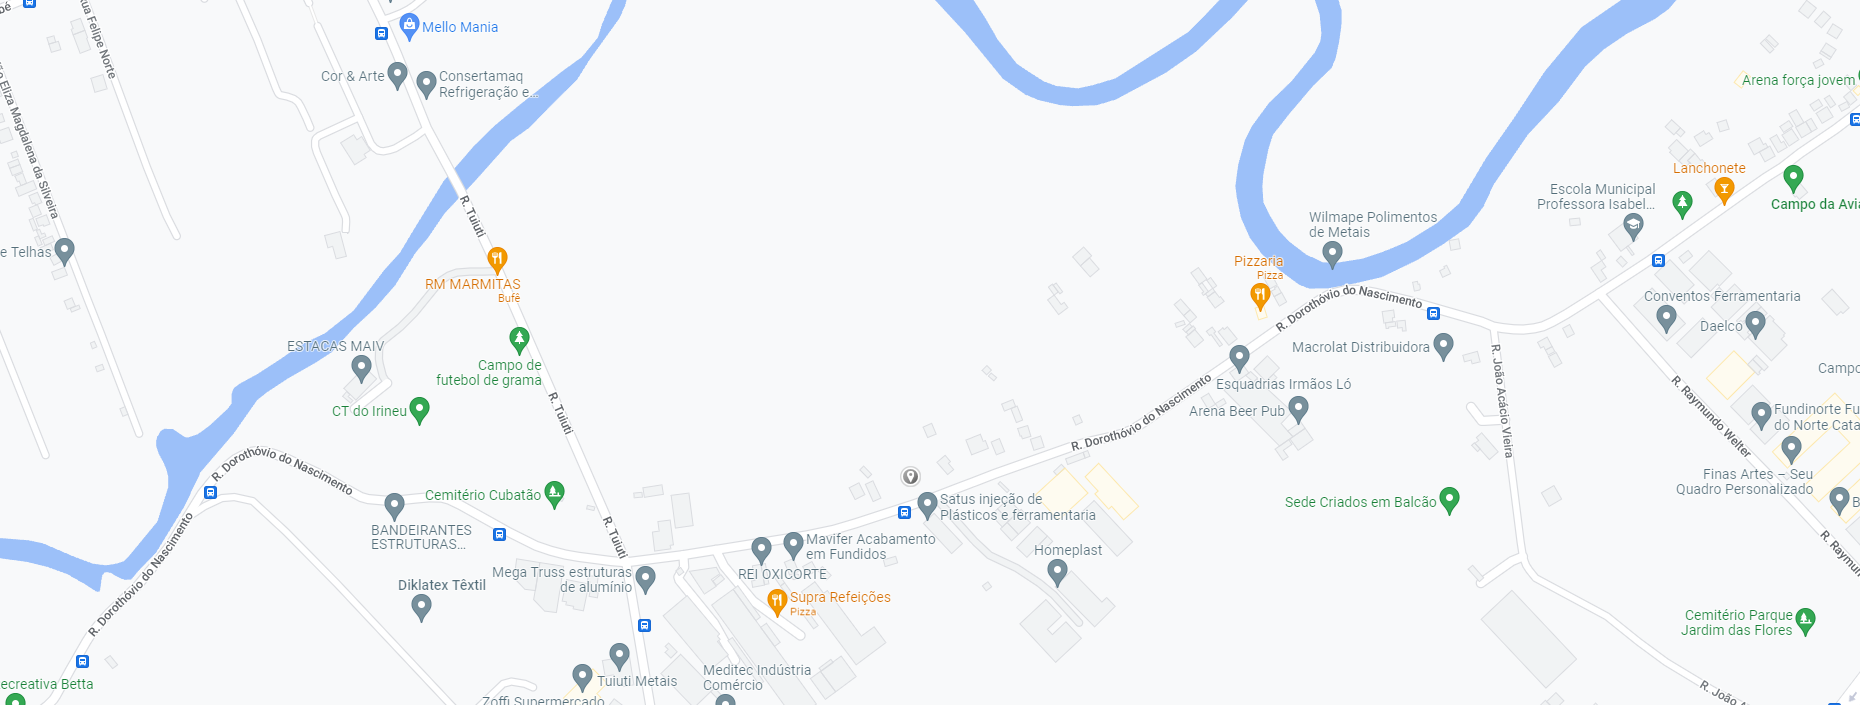 Rua Felipe Norte
Eliza Magdalena da Silveira
e Telhas
Mello Mania
Cor & Arte
Consertamaq
Refrigeração e...
R. Tuiuti
RM MARMITAS
Bufê
ESTACAS MAIV
Campo de
futebol de grama
CT do Irineu
R. Tuiuti
R. Dorothóvio do Nascimento
Cemitério Cubatão
BANDEIRANTES
ESTRUTURAS...
R. Tuiuti
R. Dorothóvio do Nascimento
Diklatex Têxtil
Mega Truss estruturas
de alumínio
ecreativa Betta
Zoffi Supermercado
Tuiuti Metais
Meditec Indústria
Comércio
REI OXICORTE
Mavifer Acabamento
em Fundidos
Supra Refeições
Pizza
Satus injeção de
Plásticos e ferramentaria
Homeplast
R. Dorothóvio do Nascimento
Esquadrias Irmãos Ló
Arena Beer Pub
Pizzaria
Pizza
Wilmape Polimentos
de Metais
R. Dorothóvio do Nascimento
Macrolat Distribuidora
Sede Criados em Balcão
R. João Acácio Vieira
Escola Municipal
Professora Isabel...
Lanchonete
Arena força jovem
Campo da Avia
Conventos Ferramentaria
Daelco
Campo
R. Raymundo Welter
Fundinorte Fu
do Norte Cata
Finas Artes – Seu
Quadro Personalizado
B
R. Raymun
Cemitério Parque
Jardim das Flores
R. João A